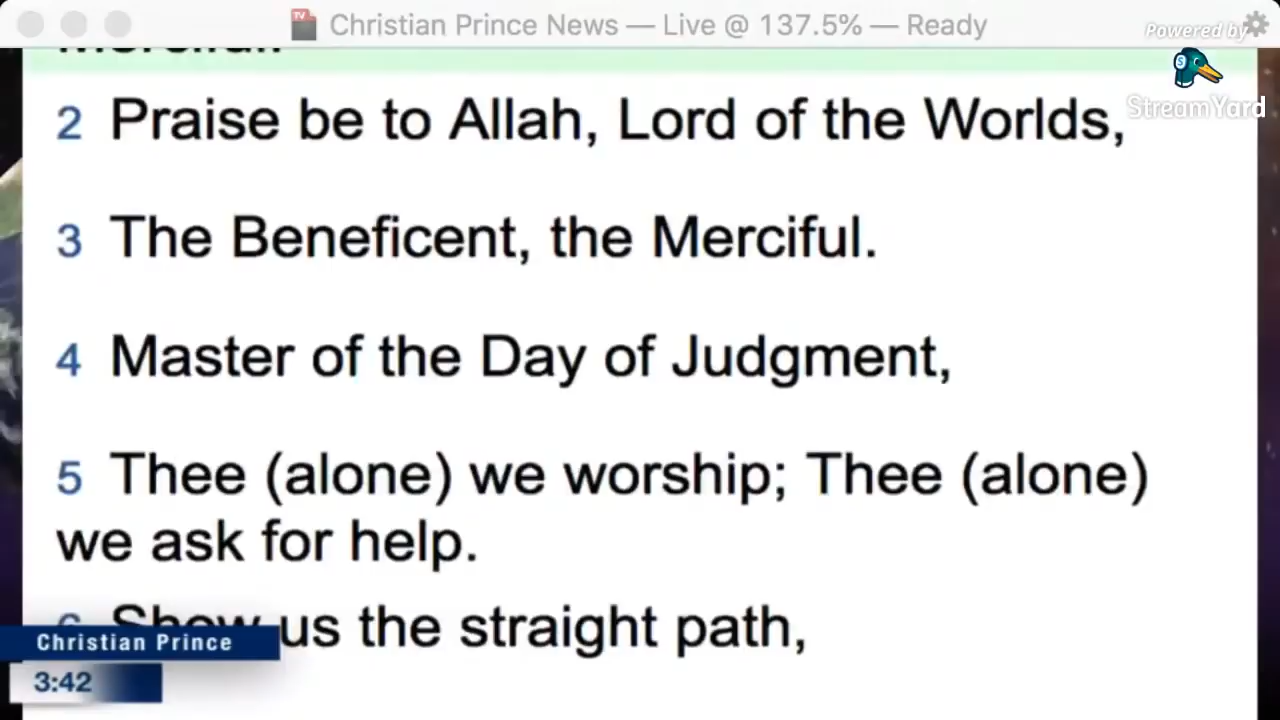 Christian Prince News — Live @ 137.5% — Ready
Powered by
StreamYard
2 Praise be to Allah, Lord of the Worlds,
3 The Beneficent, the Merciful.
4 Master of the Day of Judgment,
5 Thee (alone) we worship; Thee (alone)
we ask for help.
6 Show us the straight path,
Christian Prince
3:42